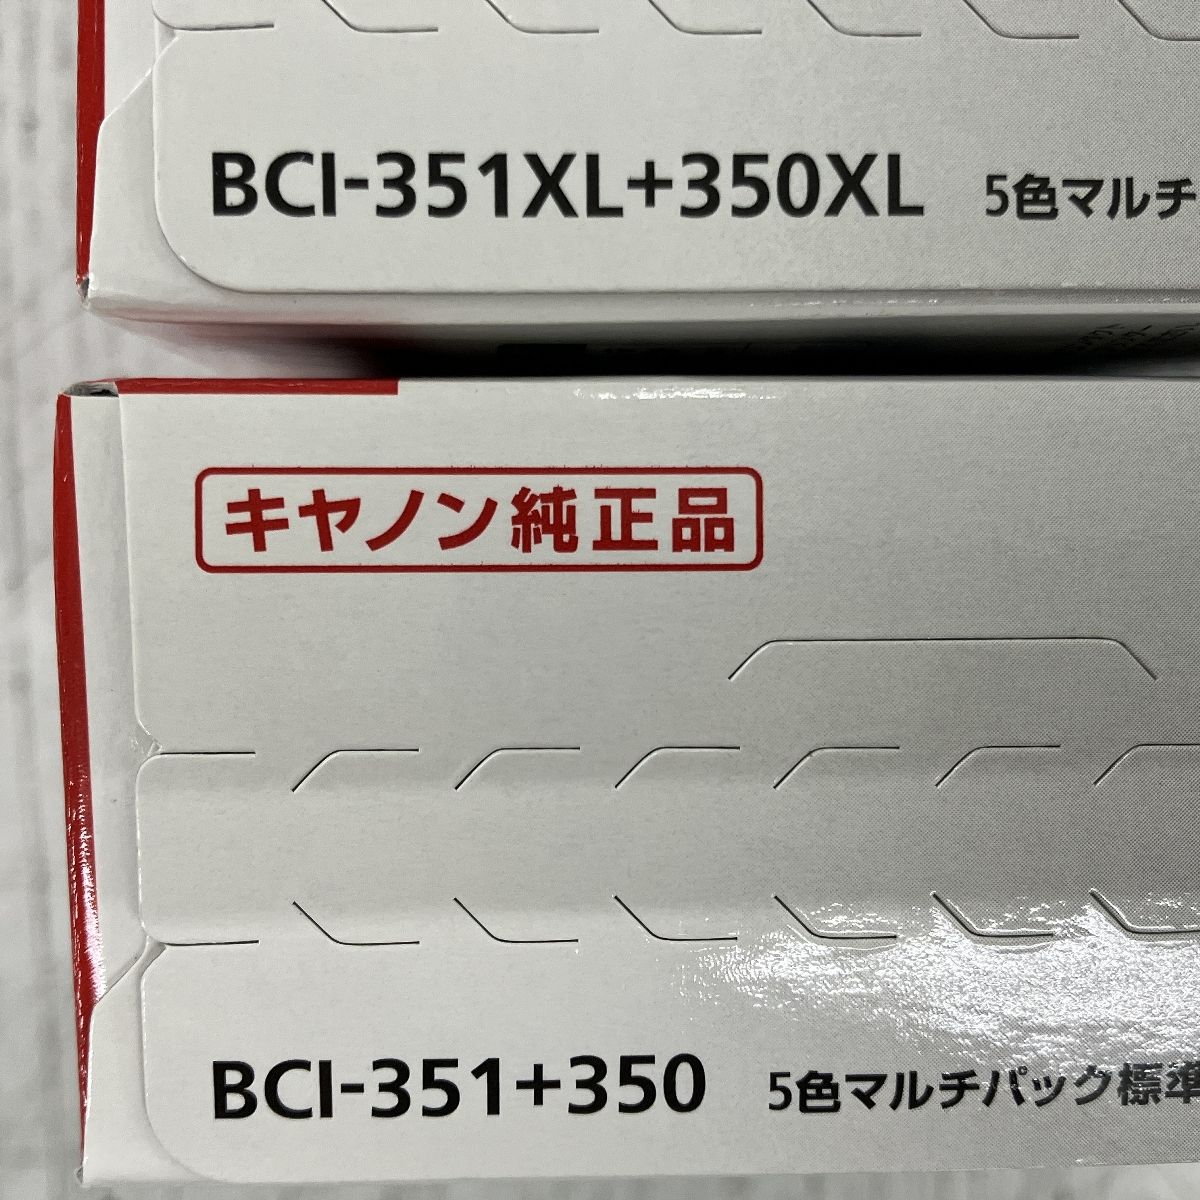 BCI-351XL+350XL 5色マルチ
キヤノン純正品
BCI-351+350 5色マルチパック標準